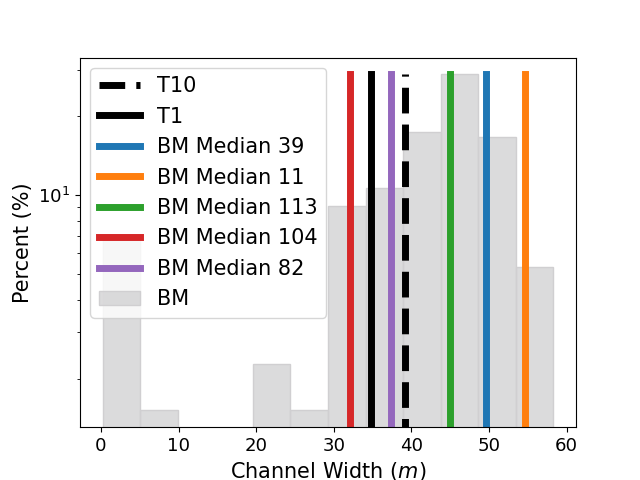 T10
T1
BM Median 39
BM Median 11
BM Median 113
BM Median 104
BM Median 82
BM
Percent (%)
10¹
0 10 20 30 40 50 60
Channel Width (m)